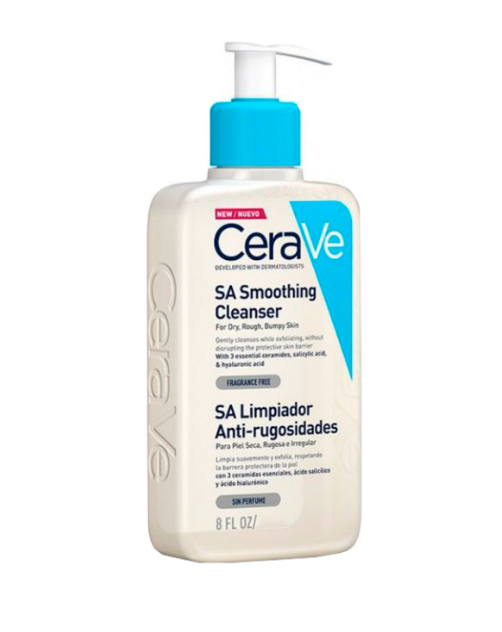 NEW / NUEVO
CeraVe
DEVELOPED WITH DERMATOLOGISTS
SA Smoothing
Cleanser
For Dry, Rough, Bumpy Skin
Gently cleanses while exfoliating, without
disrupting the protective skin barrier
With 3 essential ceramides, salicylic acid,
& hyaluronic acid
FRAGRANCE FREE
SA Limpiador
Anti-rugosidades
Para Piel Seca, Rugosa e Irregular
Limpia suavemente y exfolia, respetando
la barrera protectora de la piel
con 3 ceramidas esenciales, ácido salicílico
y ácido hialurónico
SIN PERFUME
8 FL OZ/
CeraVe